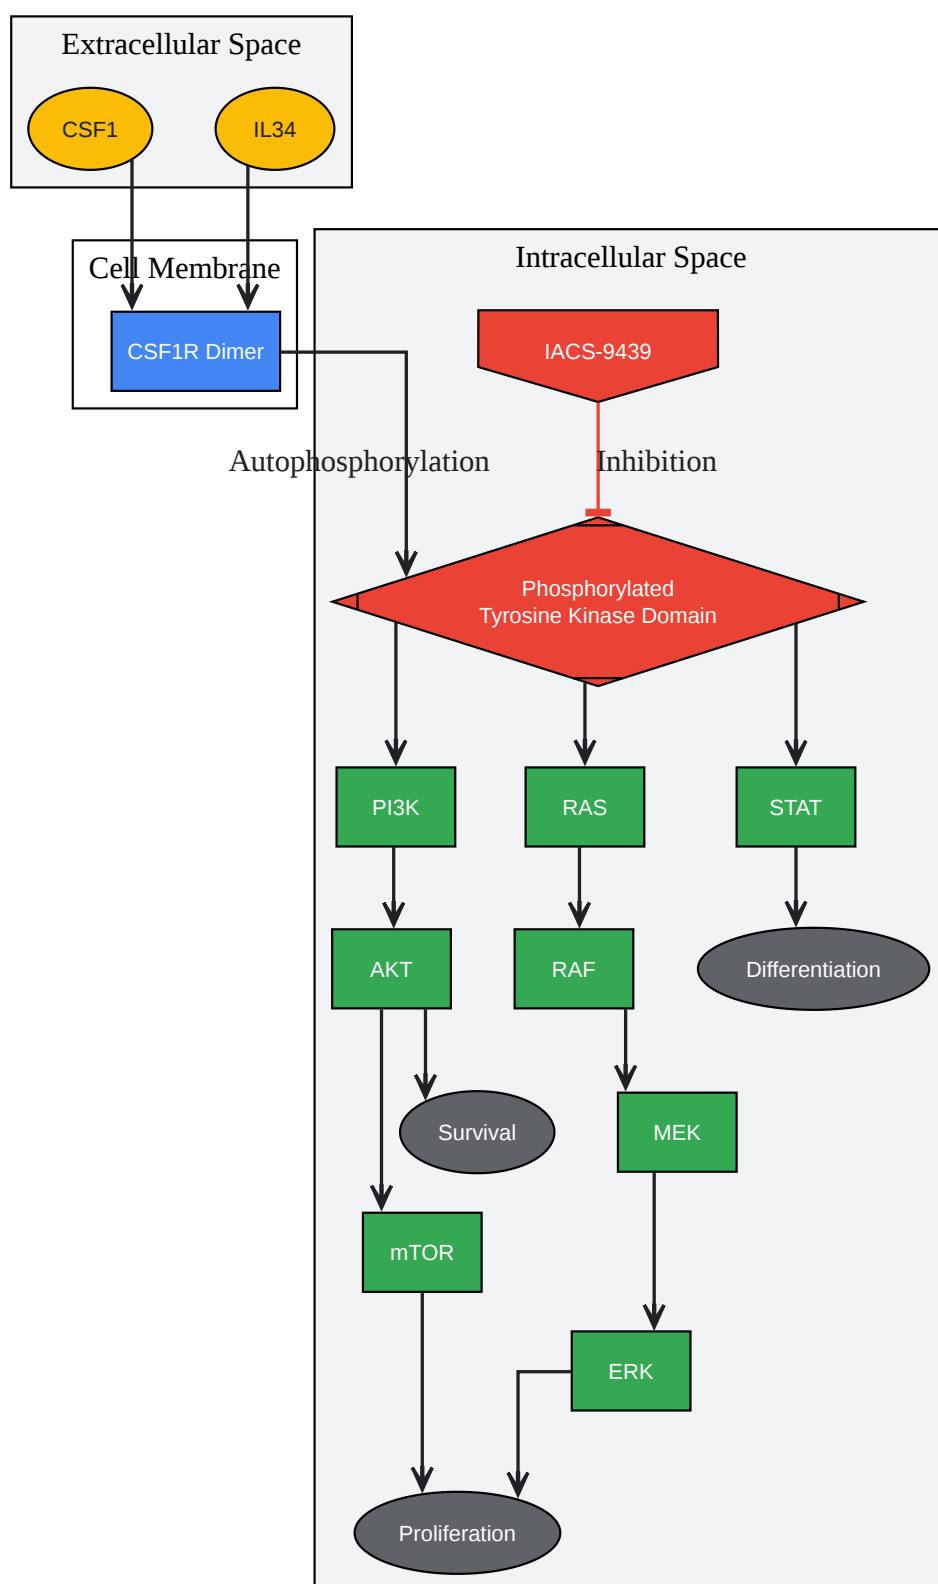 Extracellular Space
CSF1
IL34
Cell Membrane
CSF1R Dimer
Intracellular Space
IACS-9439
Autophosphorylation
Inhibition
Phosphorylated
Tyrosine Kinase Domain
PI3K
RAS
STAT
AKT
RAF
Differentiation
Survival
MEK
mTOR
ERK
Proliferation